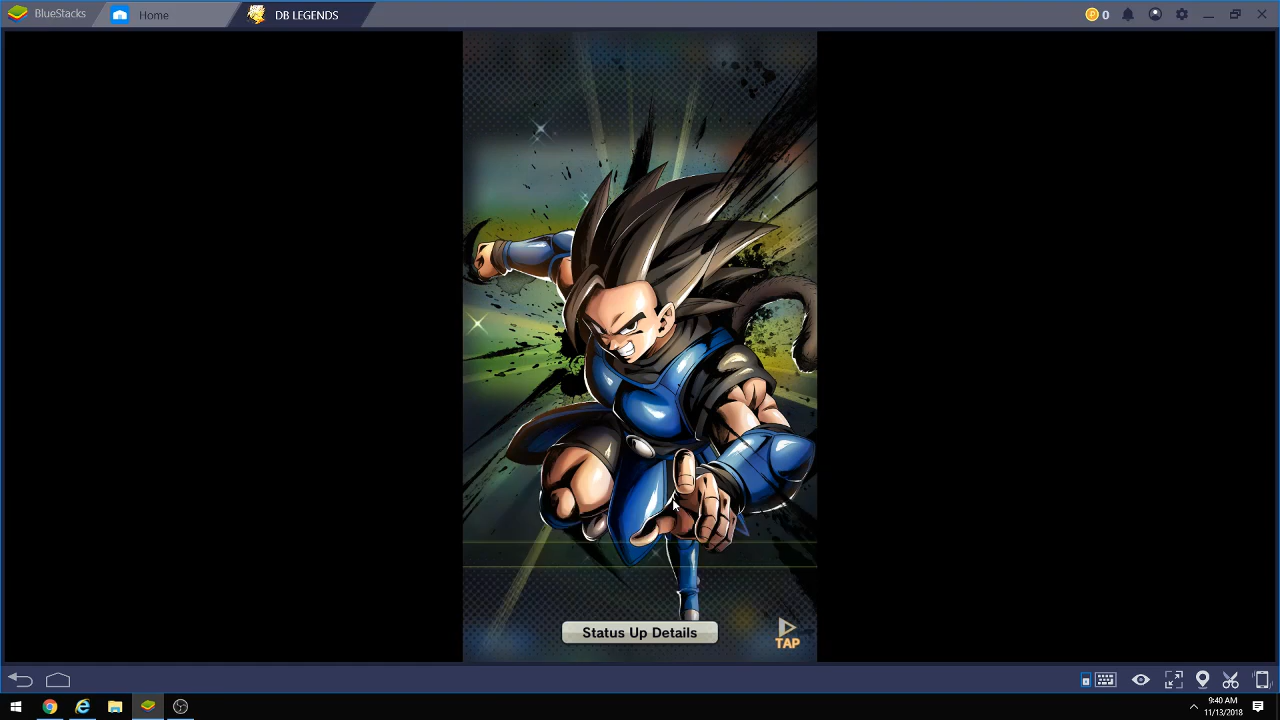 BlueStacks
Home
DB LEGENDS
0
Status Up Details
TAP
9:40 AM
11/13/2018